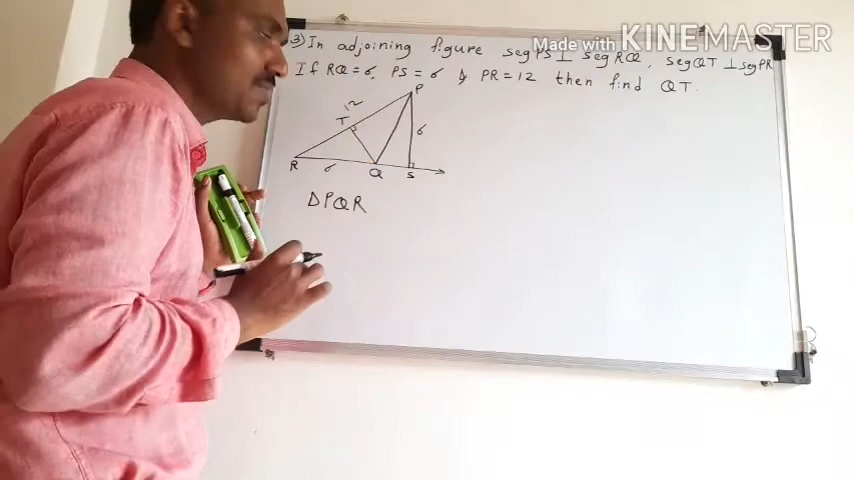 Made with KINEMASTER
3) In adjoining figure seg PS ⊥ seg RQ, seg QT ⊥ seg PR
If RQ = 6, PS = 6 & PR = 12 then find QT.
P
12
T
6
R
6
Q
S
△PQR